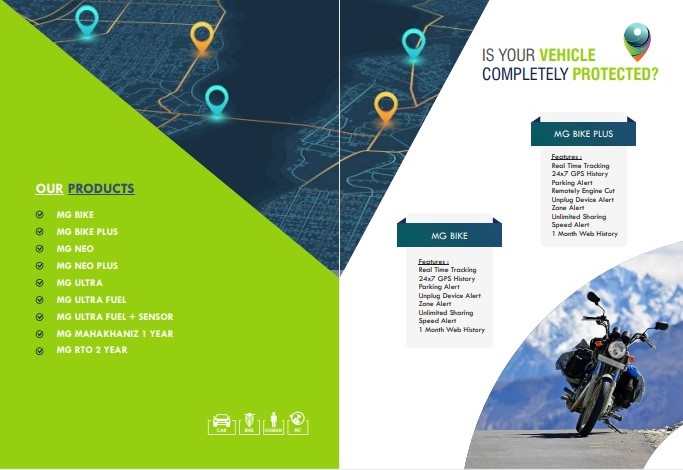 OUR PRODUCTS
MG BIKE
MG BIKE PLUS
MG NEO
MG NEO PLUS
MG ULTRA
MG ULTRA FUEL
MG ULTRA FUEL + SENSOR
MG MAHAKHANIZ 1 YEAR
MG RTO 2 YEAR
CAR
BIKE
HUMAN
PET
IS YOUR VEHICLE
COMPLETELY PROTECTED?
MG BIKE PLUS
Features :
Real Time Tracking
24x7 GPS History
Parking Alert
Remotely Engine Cut
Unplug Device Alert
Zone Alert
Unlimited Sharing
Speed Alert
1 Month Web History
MG BIKE
Features :
Real Time Tracking
24x7 GPS History
Parking Alert
Unplug Device Alert
Zone Alert
Unlimited Sharing
Speed Alert
1 Month Web History